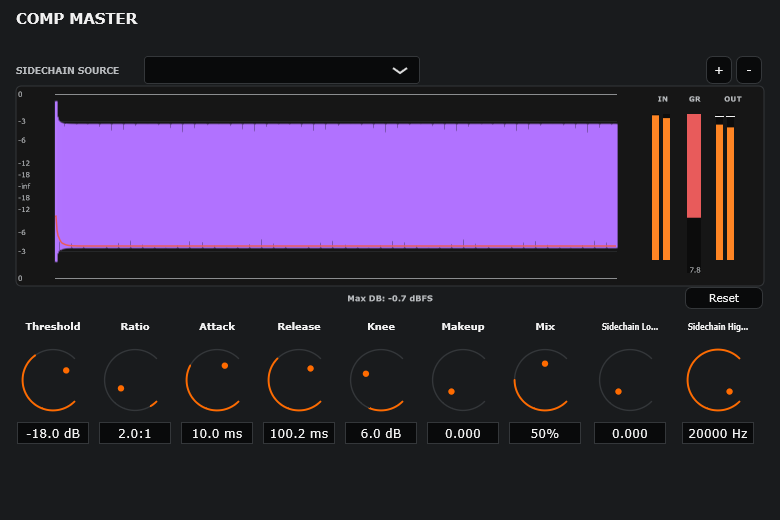 COMP MASTER
SIDECHAIN SOURCE
+ -
0
-3
-6
-12
-18
-inf
-18
-12
-6
-3
0
IN GR OUT
7.8
Max DB: -0.7 dBFS
Reset
Threshold Ratio Attack Release Knee Makeup Mix Sidechain Lo... Sidechain Hig...
-18.0 dB 2.0:1 10.0 ms 100.2 ms 6.0 dB 0.000 50% 0.000 20000 Hz